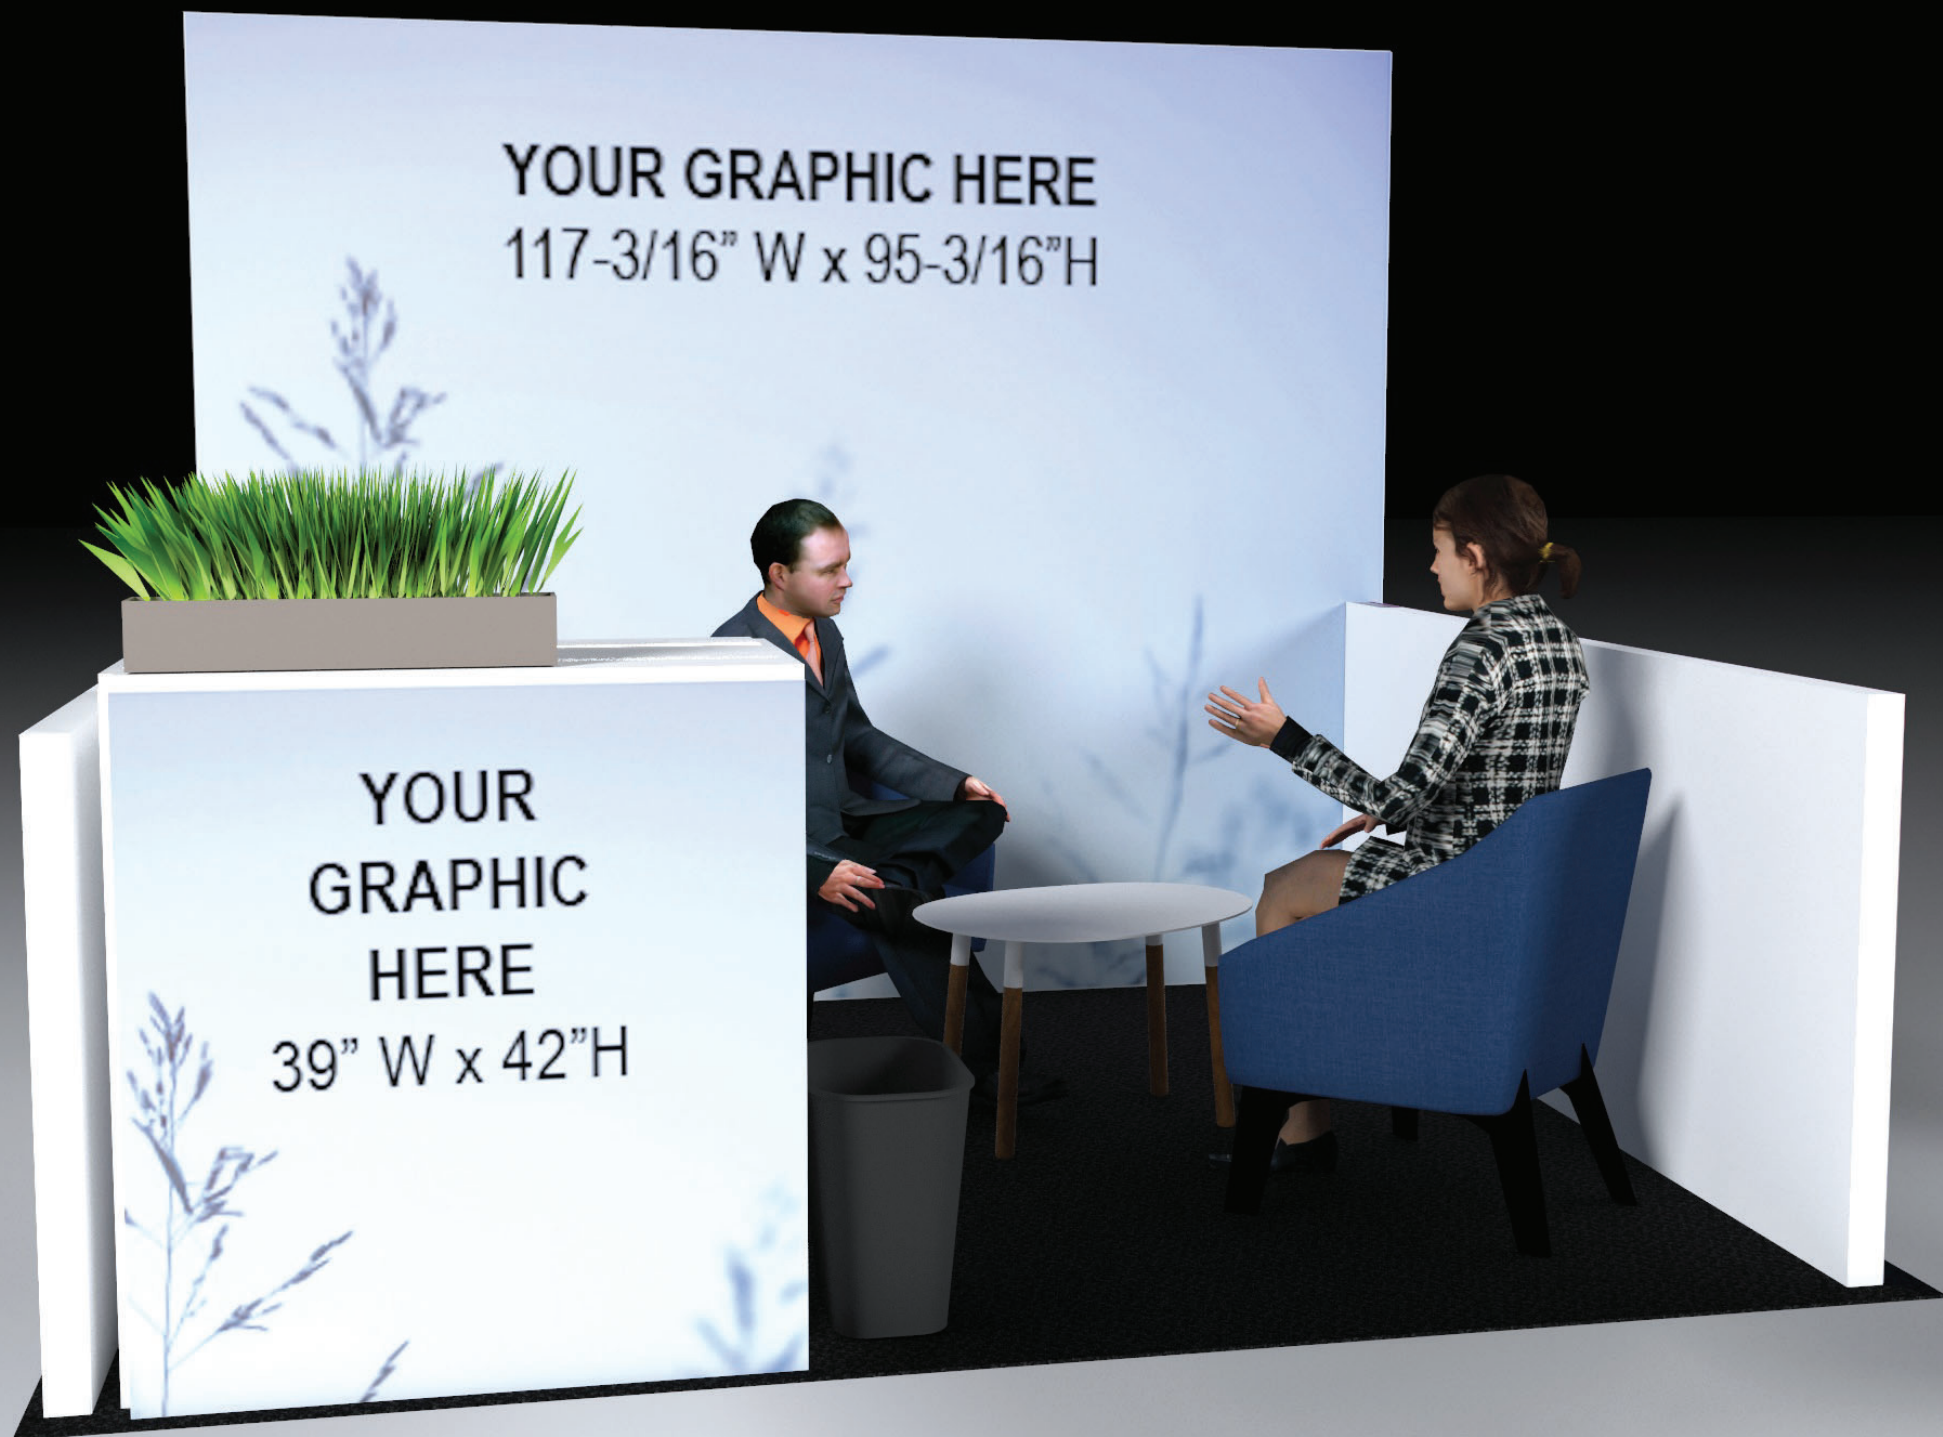 YOUR GRAPHIC HERE
117-3/16” W x 95-3/16”H
YOUR
GRAPHIC
HERE
39” W x 42”H